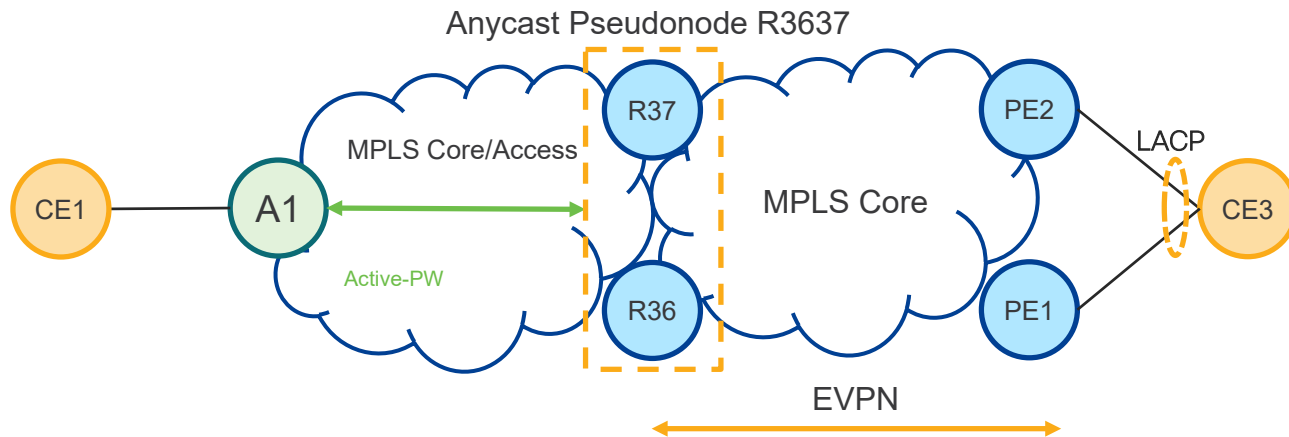 Anycast Pseudonode R3637
R37
PE2
MPLS Core/Access
LACP
CE1
A1
MPLS Core
CE3
Active-PW
R36
PE1
EVPN